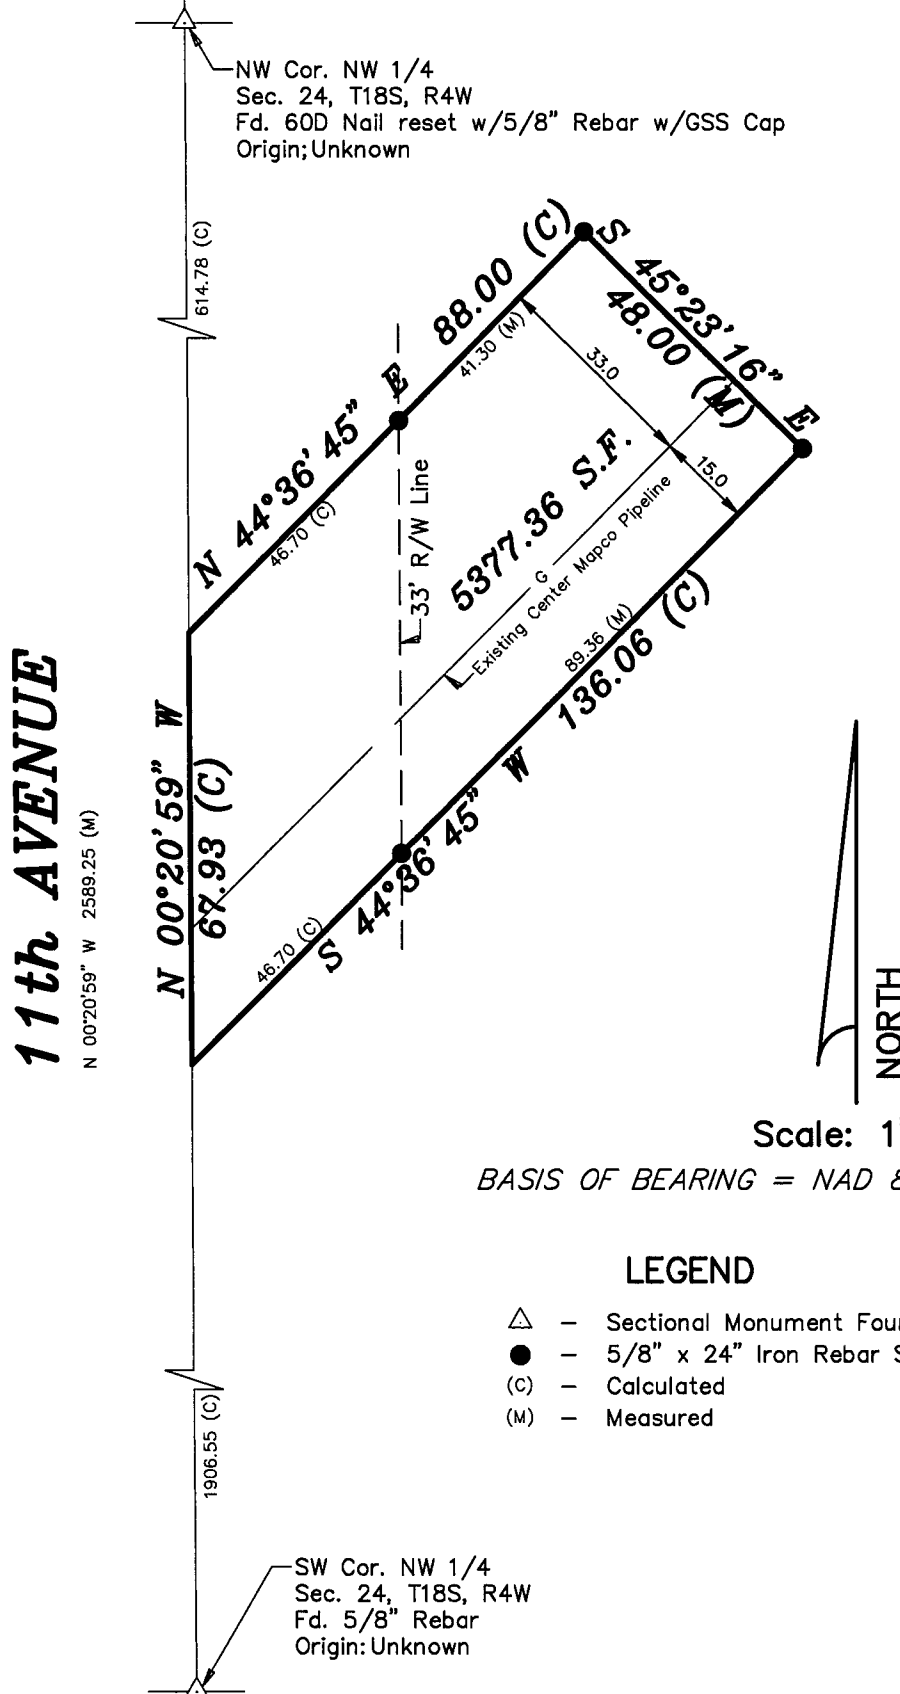 NW Cor. NW 1/4
Sec. 24, T18S, R4W
Fd. 60D Nail reset w/5/8" Rebar w/GSS Cap
Origin; Unknown
614.78 (C)
N 44°36'45" E 88.00 (C)
41.30 (M)
46.70 (C)
S 45°23'16" E
48.00 (M)
33.0
15.0
33' R/W Line
5377.36 S.F.
G
Existing Center Mapco Pipeline
89.36 (M)
S 44°36'45" W 136.06 (C)
46.70 (C)
11th AVENUE
N 00°20'59" W 2589.25 (M)
N 00°20'59" W
67.93 (C)
NORTH
Scale: 1"
BASIS OF BEARING = NAD 8
LEGEND
△ – Sectional Monument Fou
● – 5/8" x 24" Iron Rebar S
(C) – Calculated
(M) – Measured
1906.55 (C)
SW Cor. NW 1/4
Sec. 24, T18S, R4W
Fd. 5/8" Rebar
Origin: Unknown